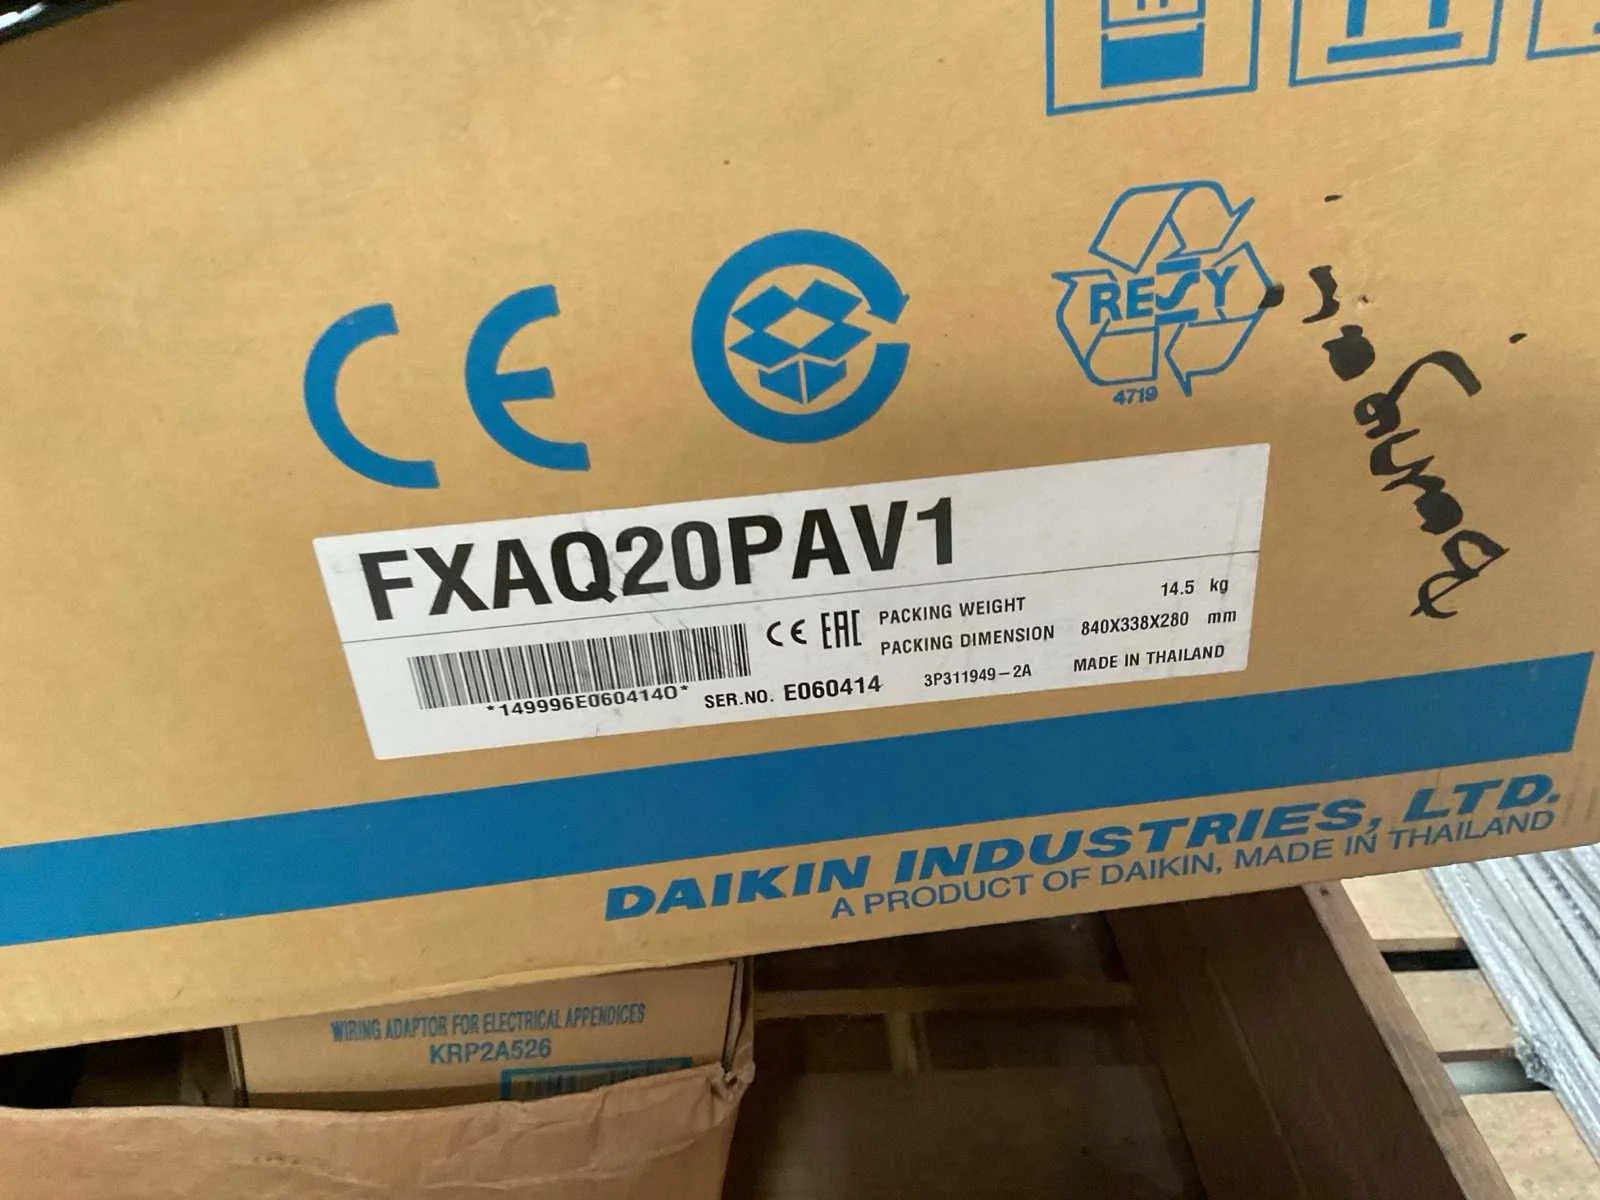 CE
RESY
4719
FXAQ20PAV1
CE EAC PACKING WEIGHT 14.5 kg
PACKING DIMENSION 840X338X280 mm
*149996E0604140* SER.NO. E060414 3P311949-2A MADE IN THAILAND
DAIKIN INDUSTRIES, LTD.
A PRODUCT OF DAIKIN, MADE IN THAILAND
WIRING ADAPTOR FOR ELECTRICAL APPENDICES
KRP2A526